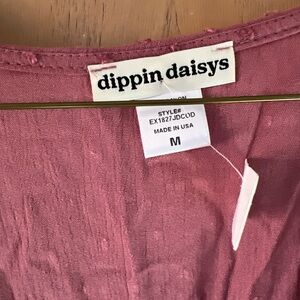 dippin daisys
STYLE#
EX1827JDCOD
MADE IN USA
M